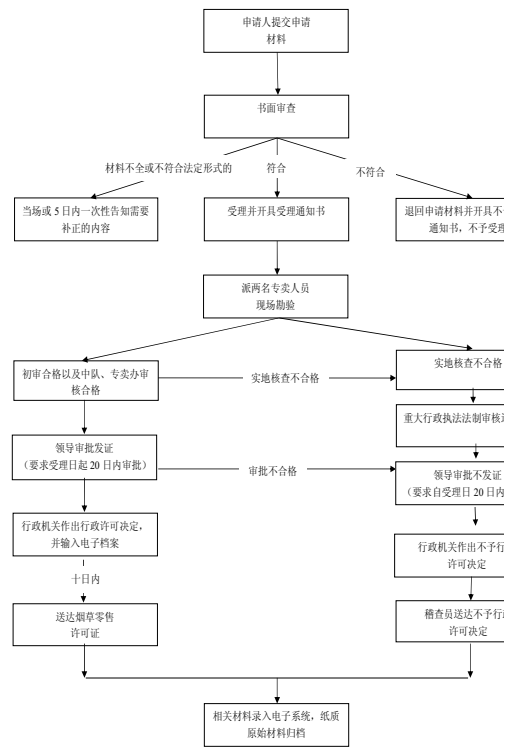 申请人提交申请
材料
书面审查
材料不全或不符合法定形式的
符合
不符合
当场或 5 日内一次性告知需要
补正的内容
受理并开具受理通知书
退回申请材料并开具不
通知书，不予受理
派两名专卖人员
现场勘验
初审合格以及中队、专卖办审
核合格
实地核查不合格
实地核查不合格
重大行政执法法制审核
领导审批发证
（要求受理日起 20 日内审批）
审批不合格
领导审批不发证
（要求自受理日 20 日内
行政机关作出行政许可决定，
并输入电子档案
行政机关作出不予行
许可决定
十日内
送达烟草零售
许可证
稽查员送达不予行
许可决定
相关材料录入电子系统，纸质
原始材料归档